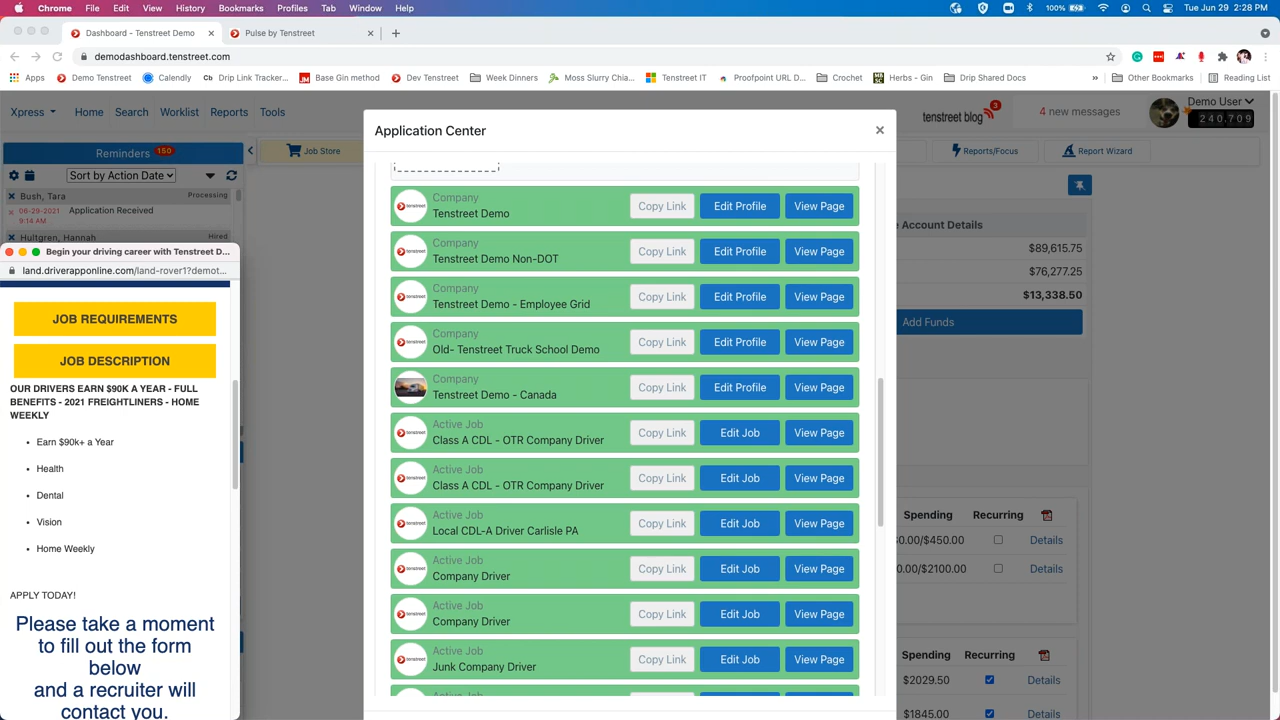 Chrome File Edit View History Bookmarks Profiles Tab Window Help
100% Tue Jun 29 2:28 PM
Dashboard - Tenstreet Demo
Pulse by Tenstreet
demodashboard.tenstreet.com
Apps Demo Tenstreet Calendly Drip Link Tracker... Base Gin method Dev Tenstreet Week Dinners Moss Slurry Chia... Tenstreet IT Proofpoint URL D... Crochet Herbs - Gin Drip Shared Docs » Other Bookmarks Reading List
Xpress Home Search Worklist Reports Tools
tenstreet blog 3
4 new messages
Demo User
240,709
Reminders 150
Job Store
Reports/Focus
Report Wizard
Sort by Action Date
Bush, Tara Processing
06-29-2021 Application Received
9:14 AM
Hultgren, Hannah Hired
Begin your driving career with Tenstreet D...
land.driverapponline.com/land-rover1?demot...
JOB REQUIREMENTS
JOB DESCRIPTION
OUR DRIVERS EARN $90K A YEAR - FULL
BENEFITS - 2021 FREIGHTLINERS - HOME
WEEKLY
• Earn $90k+ a Year
• Health
• Dental
• Vision
• Home Weekly
APPLY TODAY!
Please take a moment
to fill out the form
below
and a recruiter will
contact you.
Application Center
×
Company
Tenstreet Demo
Copy Link Edit Profile View Page
Company
Tenstreet Demo Non-DOT
Copy Link Edit Profile View Page
Company
Tenstreet Demo - Employee Grid
Copy Link Edit Profile View Page
Company
Old- Tenstreet Truck School Demo
Copy Link Edit Profile View Page
Company
Tenstreet Demo - Canada
Copy Link Edit Profile View Page
Active Job
Class A CDL - OTR Company Driver
Copy Link Edit Job View Page
Active Job
Class A CDL - OTR Company Driver
Copy Link Edit Job View Page
Active Job
Local CDL-A Driver Carlisle PA
Copy Link Edit Job View Page
Active Job
Company Driver
Copy Link Edit Job View Page
Active Job
Company Driver
Copy Link Edit Job View Page
Active Job
Junk Company Driver
Copy Link Edit Job View Page
Active Job
e Account Details
$89,615.75
$76,277.25
$13,338.50
Add Funds
Spending Recurring
0.00/$450.00 Details
0.00/$2100.00 Details
Spending Recurring
$2029.50 Details
$1845.00 Details